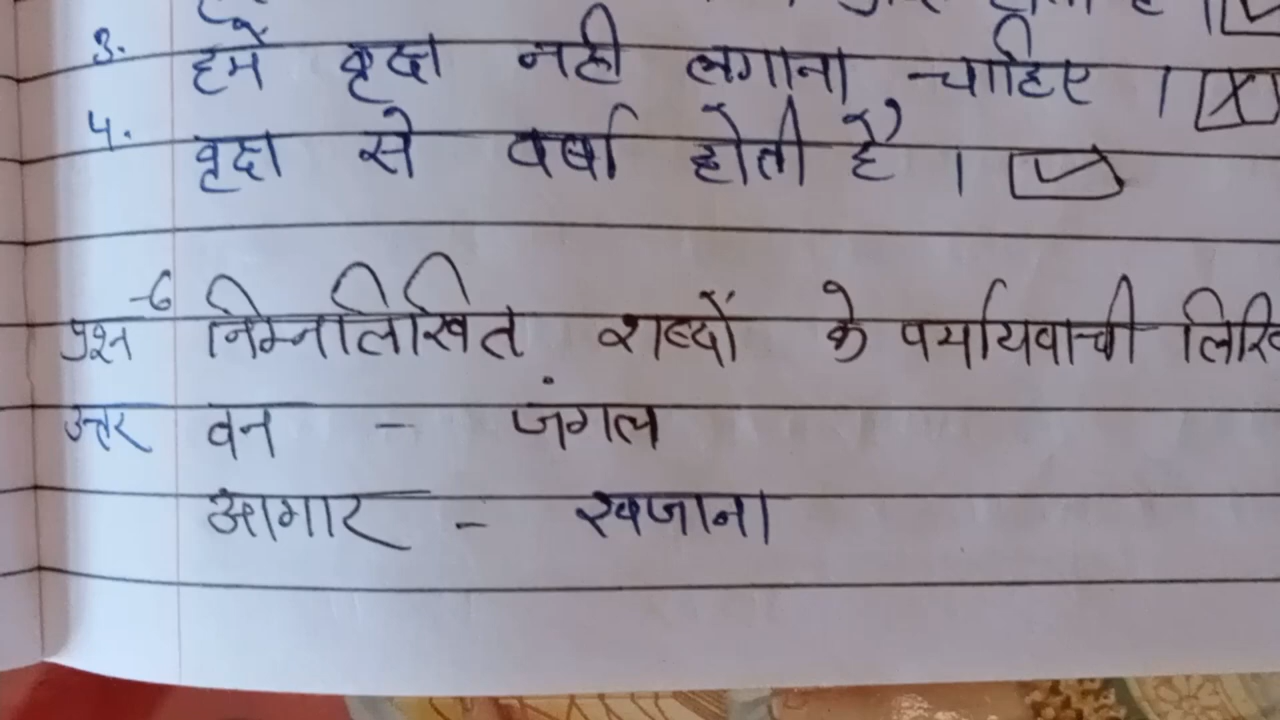 3. हमें वृक्ष नही लगाना चाहिए । ☒
4. वृक्ष से वर्षा होती है । ☑
प्रश्न-6 निम्नलिखित शब्दों के पर्यायवाची
उत्तर वन - जंगल
आगार - खजाना